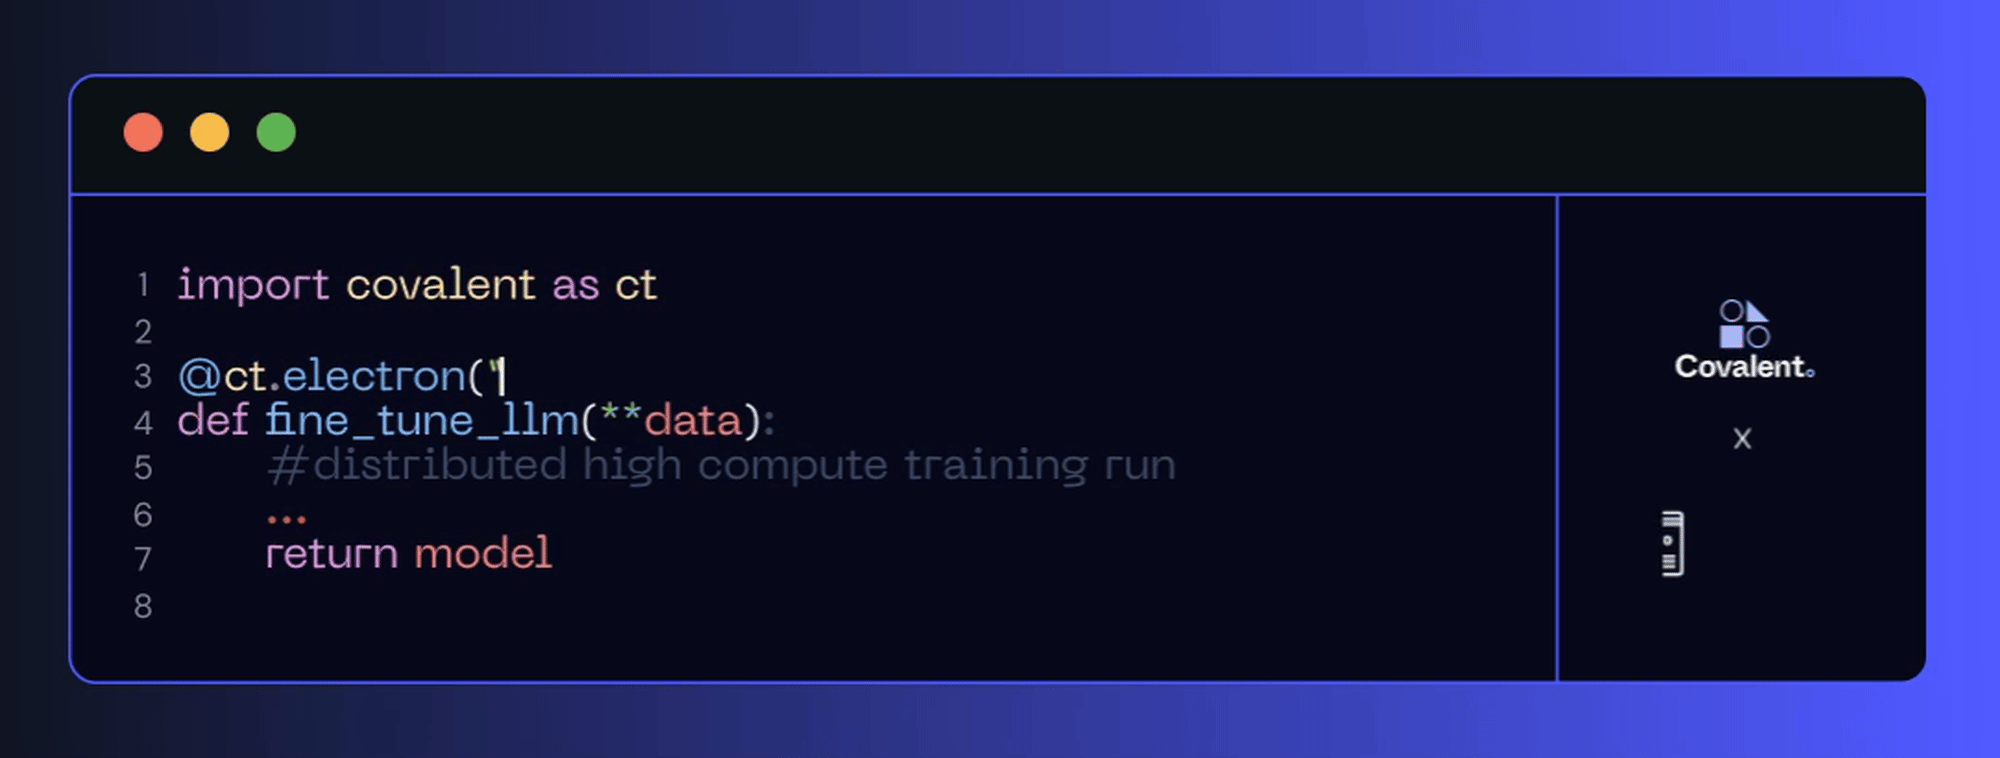 1 import covalent as ct
2
3 @ct.electron("
4 def fine_tune_llm(**data):
5 #distributed high compute training run
6 ...
7 return model
8
Covalent
x